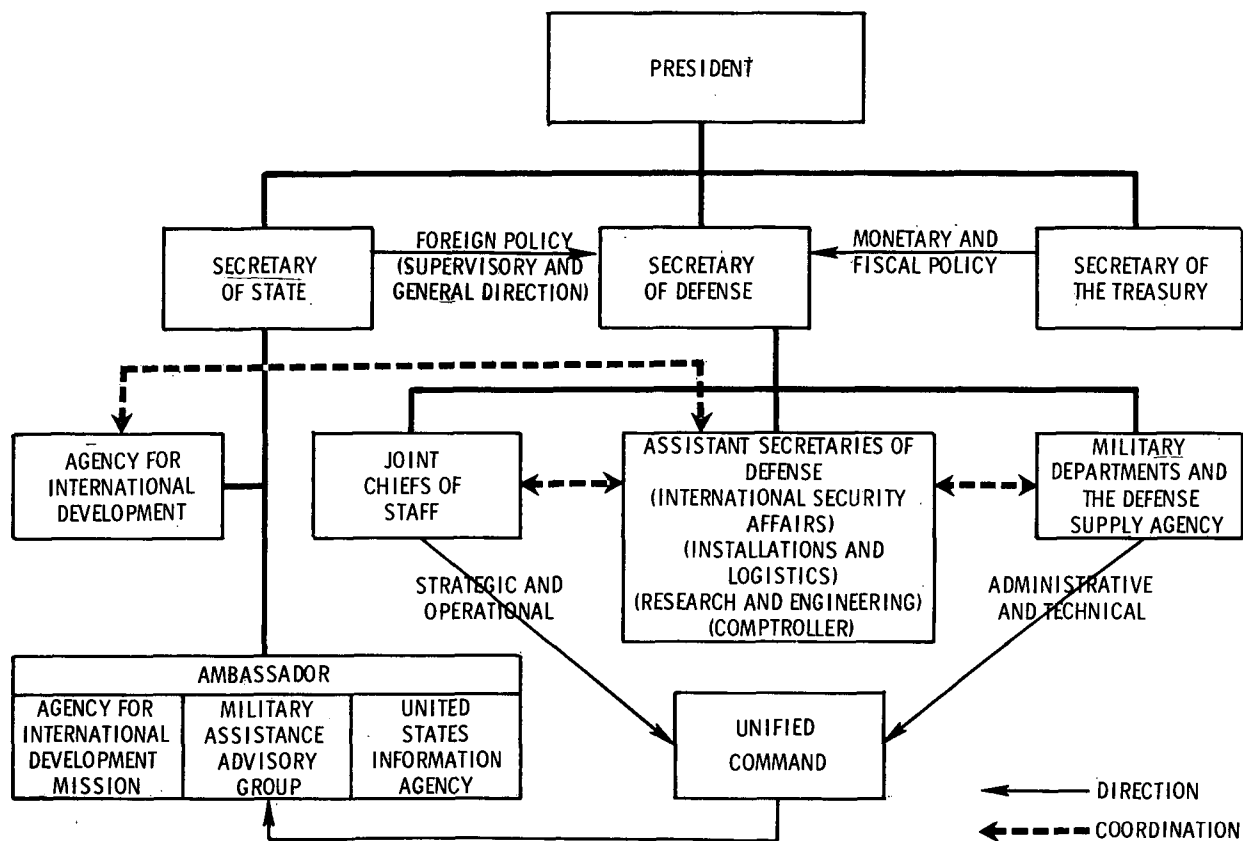 PRESIDENT
FOREIGN POLICY
(SUPERVISORY AND
GENERAL DIRECTION)
MONETARY AND
FISCAL POLICY
SECRETARY
OF STATE
SECRETARY
OF DEFENSE
SECRETARY OF
THE TREASURY
AGENCY FOR
INTERNATIONAL
DEVELOPMENT
JOINT
CHIEFS OF
STAFF
ASSISTANT SECRETARIES OF
DEFENSE
(INTERNATIONAL SECURITY
AFFAIRS)
(INSTALLATIONS AND
LOGISTICS)
(RESEARCH AND ENGINEERING)
(COMPTROLLER)
MILITARY
DEPARTMENTS AND
THE DEFENSE
SUPPLY AGENCY
STRATEGIC AND
OPERATIONAL
ADMINISTRATIVE
AND TECHNICAL
AMBASSADOR
AGENCY FOR
INTERNATIONAL
DEVELOPMENT
MISSION
MILITARY
ASSISTANCE
ADVISORY
GROUP
UNITED
STATES
INFORMATION
AGENCY
UNIFIED
COMMAND
DIRECTION
COORDINATION